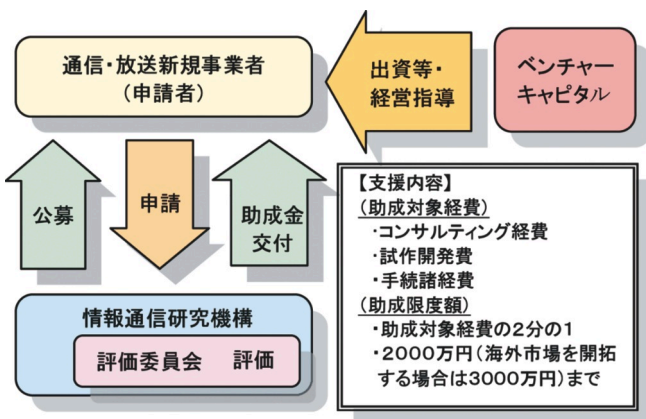 通信・放送新規事業者
(申請者)
出資等・
経営指導
ベンチャー
キャピタル
公募
申請
助成金
交付
情報通信研究機構
評価委員会　評価
【支援内容】
(助成対象経費)
・コンサルティング経費
・試作開発費
・手続諸経費
(助成限度額)
・助成対象経費の2分の1
・2000万円(海外市場を開拓
する場合は3000万円)まで